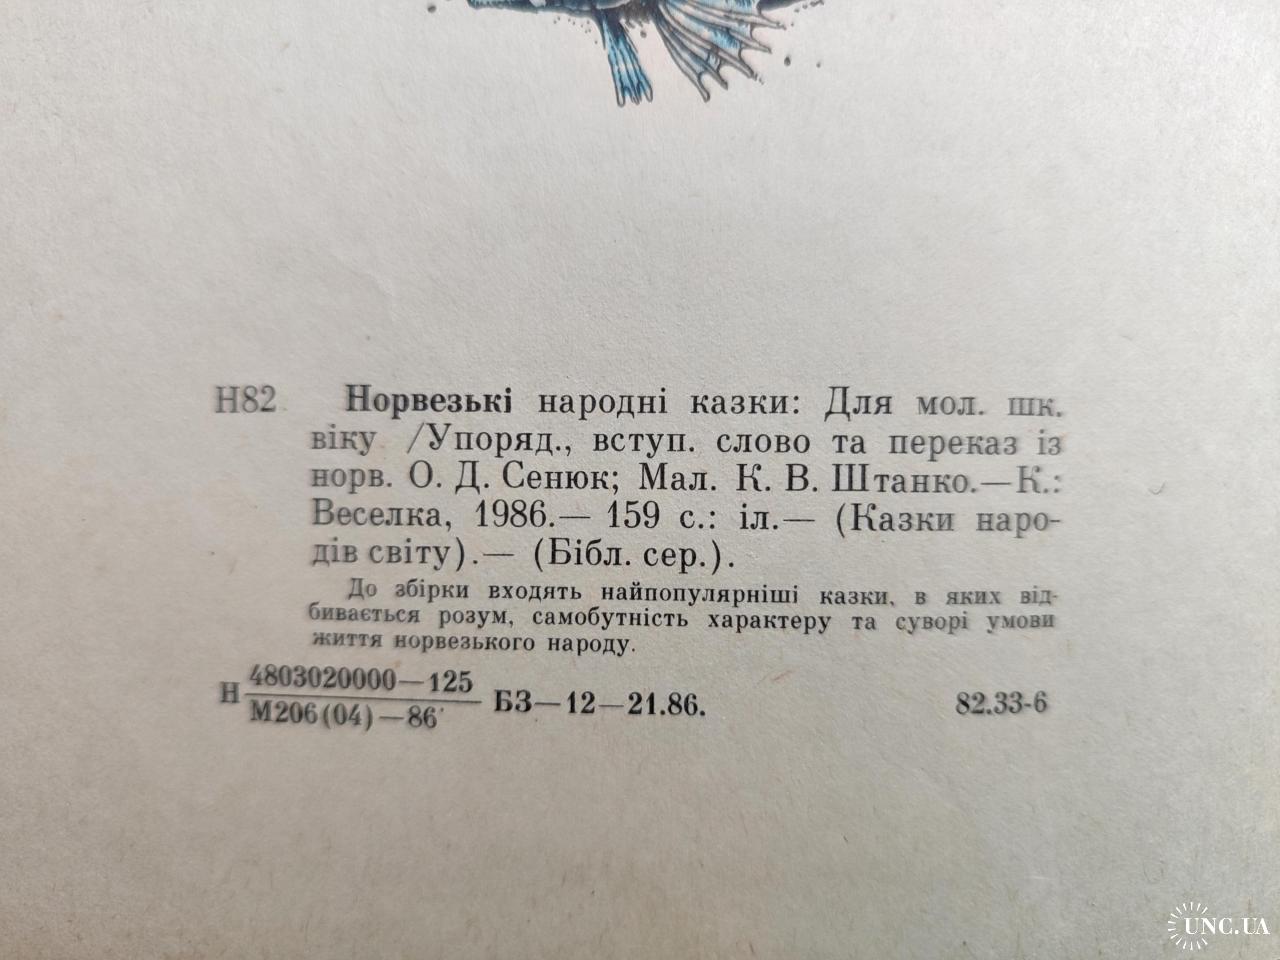 Н82 Норвезькі народні казки: Для мол. шк.
віку /Упоряд., вступ. слово та переказ із
норв. О. Д. Сенюк; Мал. К. В. Штанко.—К.:
Веселка, 1986.— 159 с.: іл.— (Казки наро-
дів світу).— (Бібл. сер.).
До збірки входять найпопулярніші казки, в яких від-
бивається розум, самобутність характеру та суворі умови
життя норвезького народу.
Н 4803020000—125 БЗ—12—21.86. 82.33-6
М206(04)—86
UNC.UA